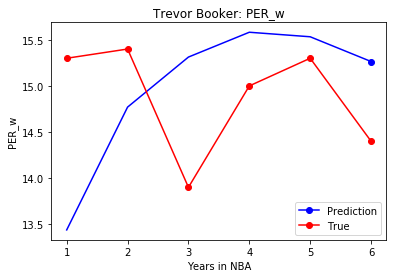 Trevor Booker: PER_w
PER_w
15.5
15.0
14.5
14.0
13.5
1 2 3 4 5 6
Years in NBA
Prediction
True